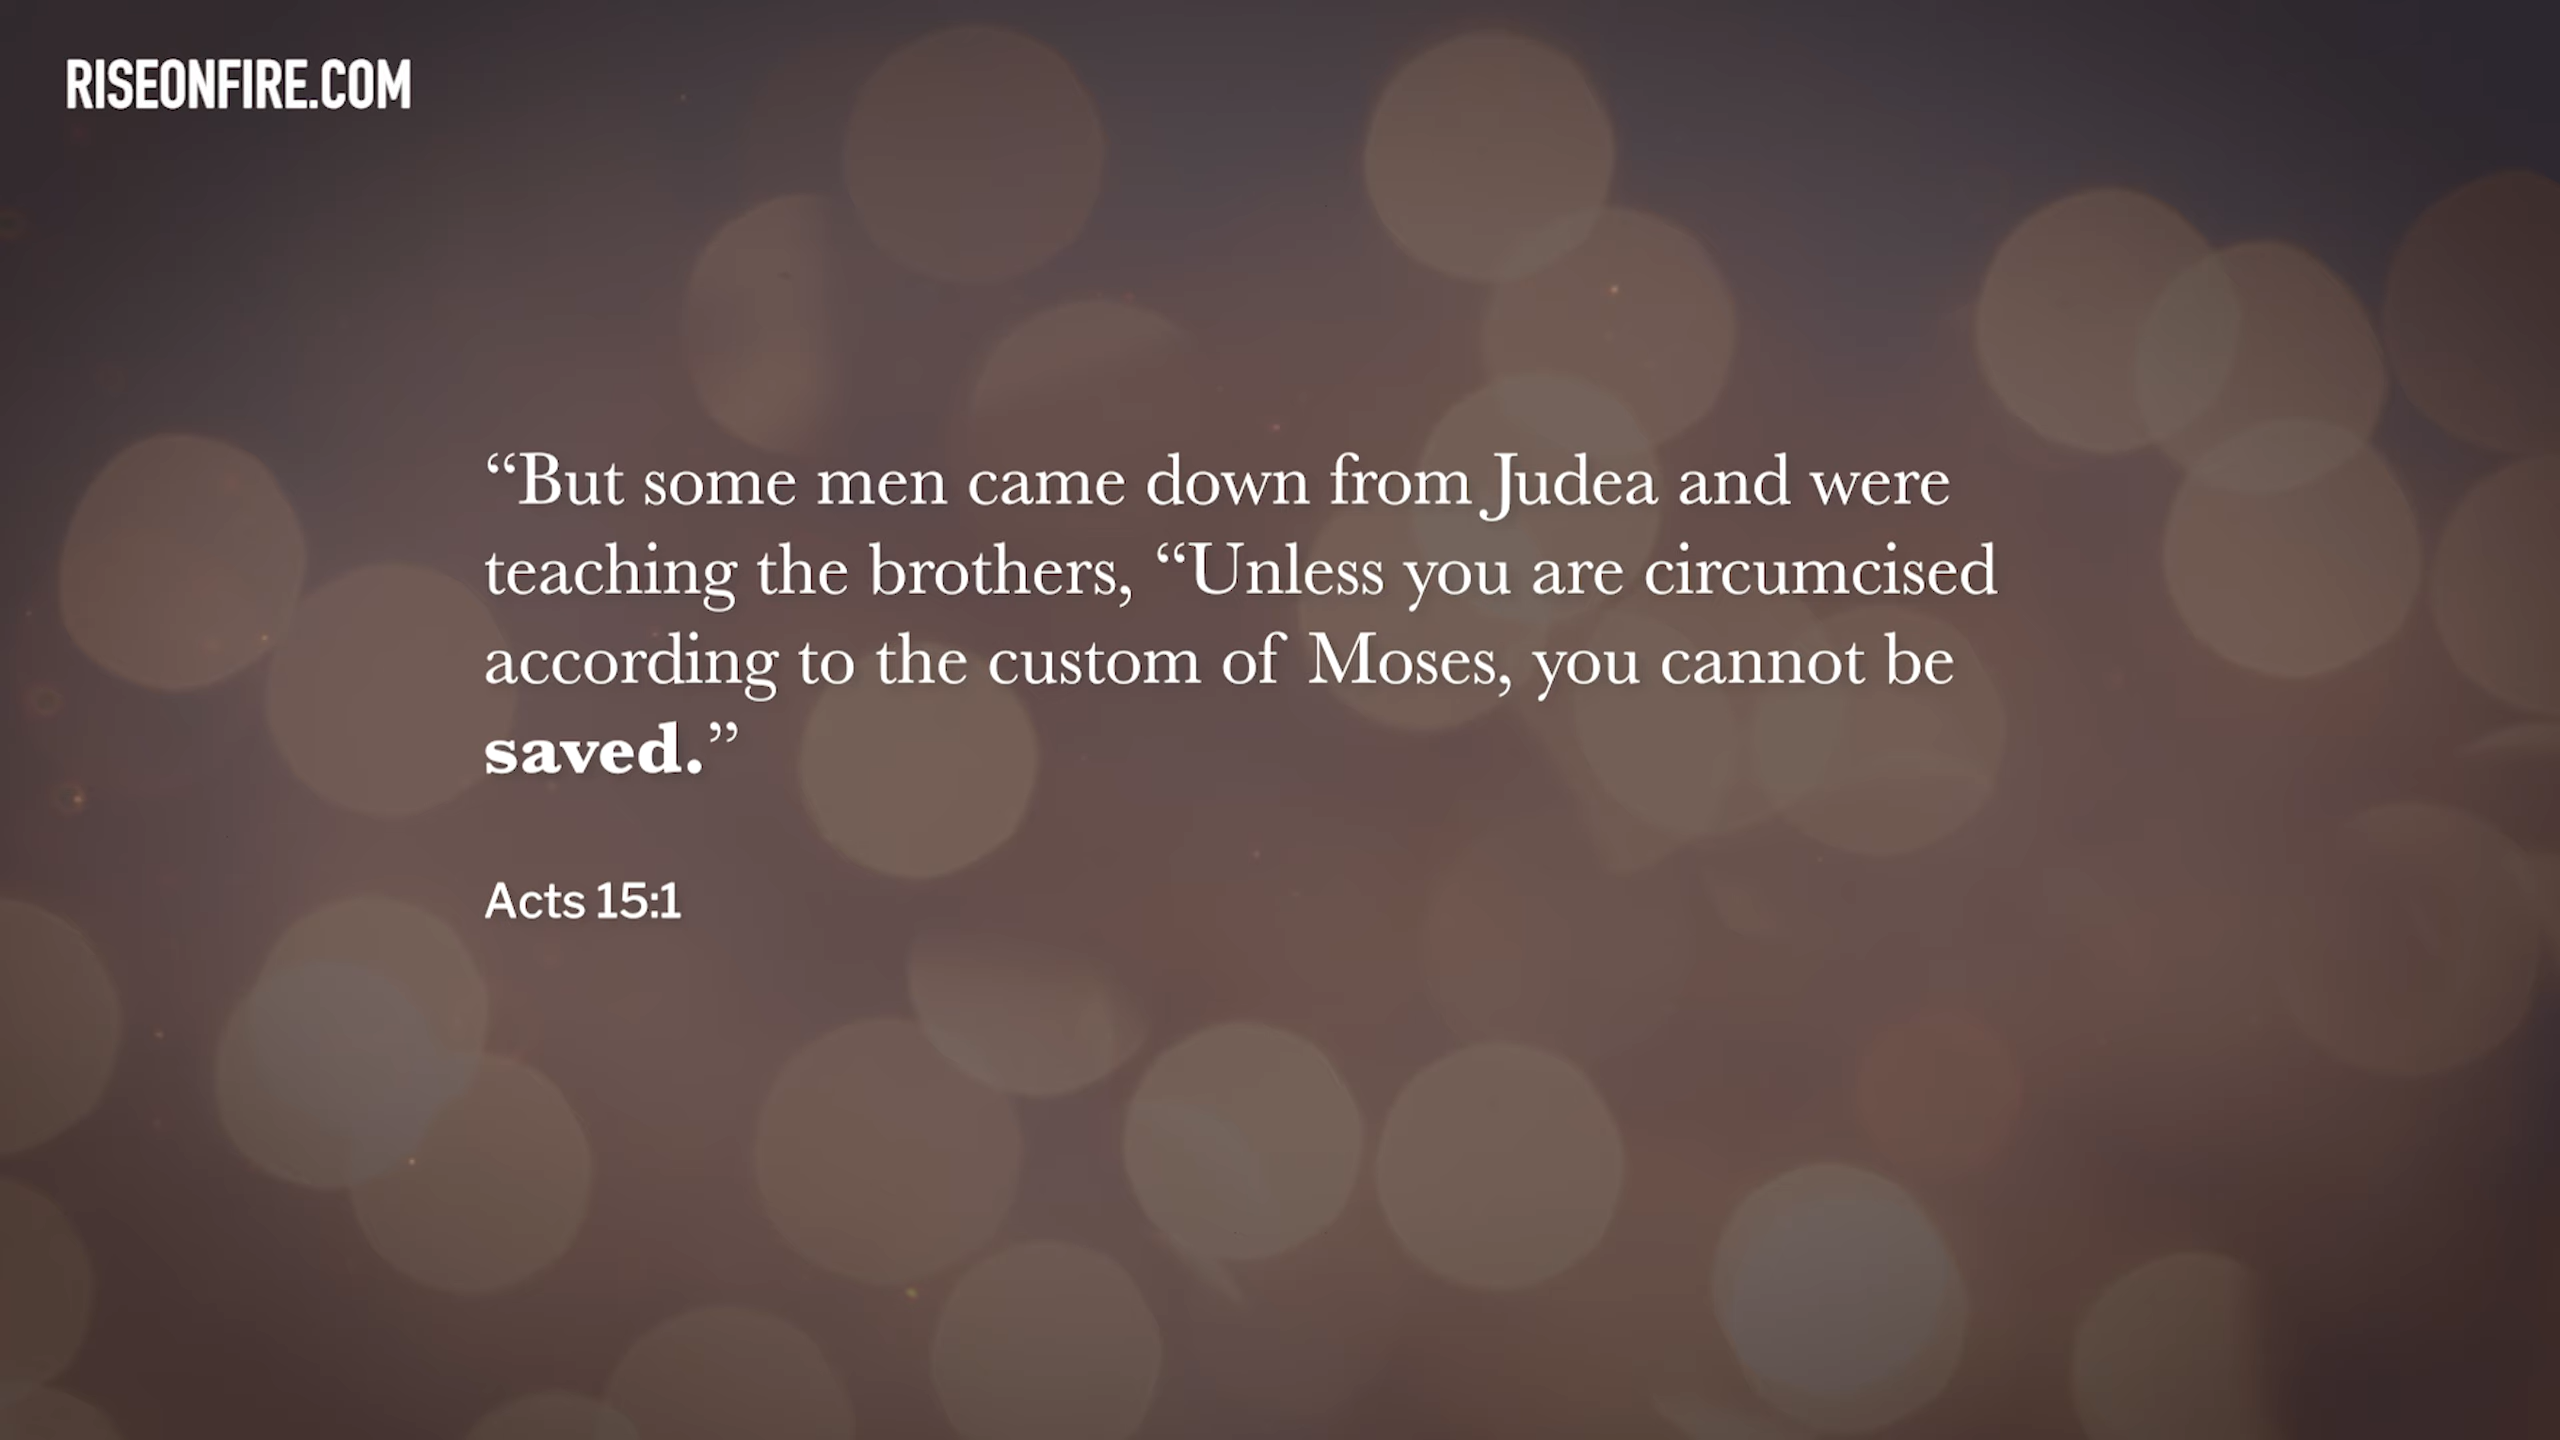 RISEONFIRE.COM
“But some men came down from Judea and were
teaching the brothers, “Unless you are circumcised
according to the custom of Moses, you cannot be
saved.”
Acts 15:1